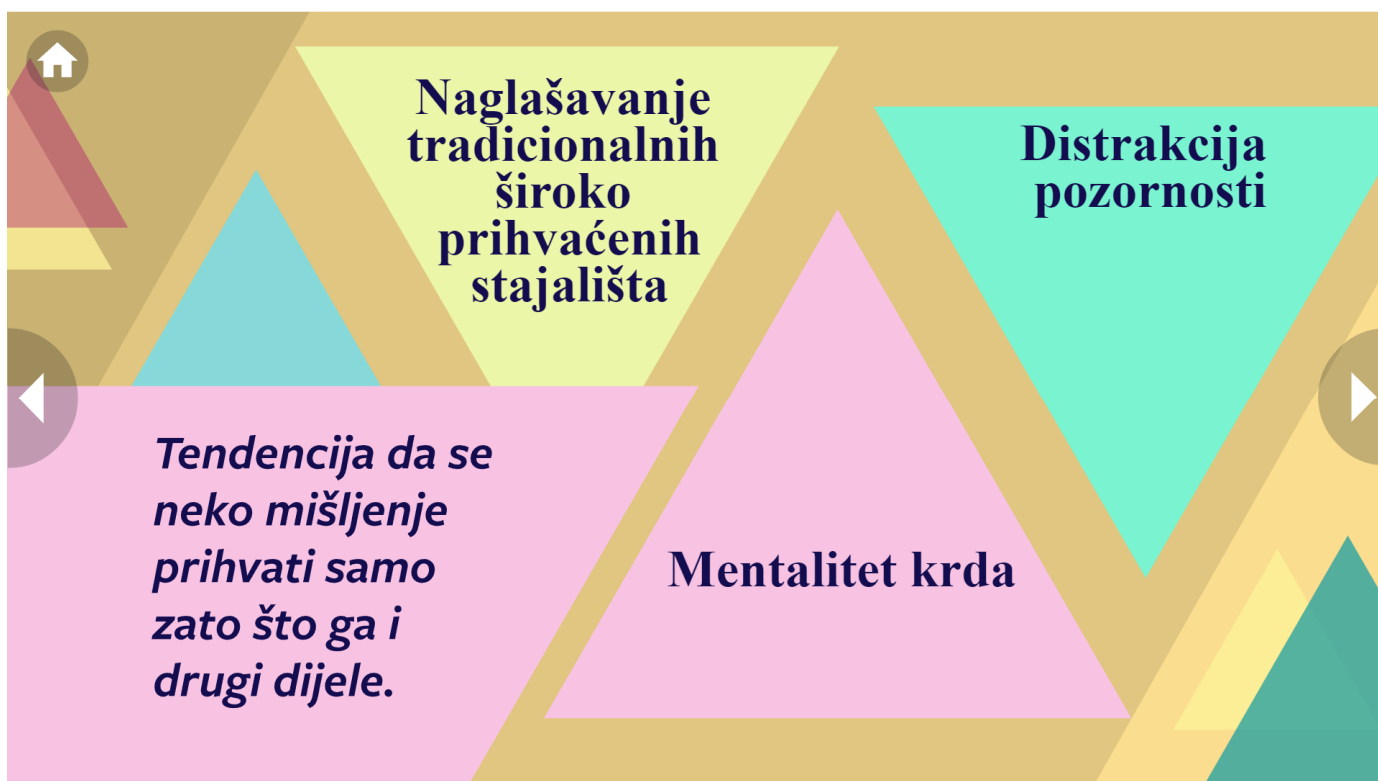 Naglašavanje
tradicionalnih
široko
prihvaćenih
stajališta
Distrakcija
pozornosti
Tendencija da se
neko mišljenje
prihvati samo
zato što ga i
drugi dijele.
Mentalitet krda